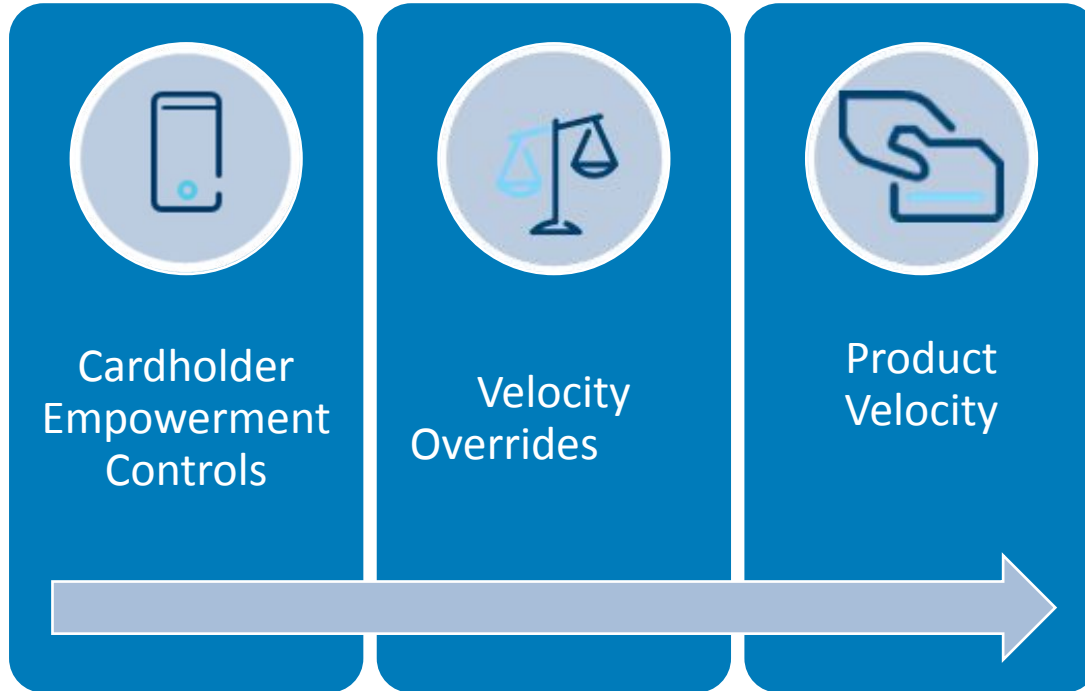 Cardholder
Empowerment
Controls
Velocity
Overrides
Product
Velocity